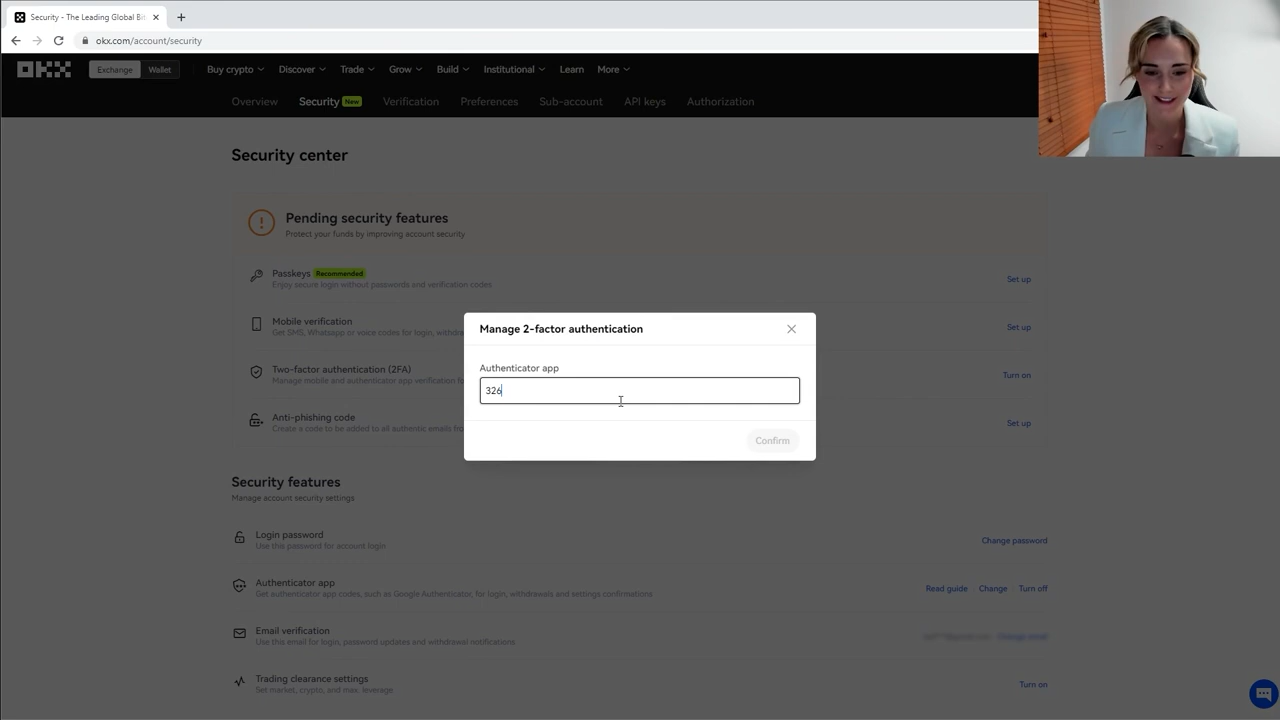 Security - The Leading Global Bi
okx.com/account/security
OKX
Exchange Wallet Buy crypto Discover Trade Grow Build Institutional Learn More
Overview Security New Verification Preferences Sub-account API keys Authorization
Security center
Pending security features
Protect your funds by improving account security
Passkeys Recommended
Enjoy secure login without passwords and verification codes
Set up
Mobile verification
Get SMS, Whatsapp or voice codes for login, withdra
Set up
Manage 2-factor authentication
Two-factor authentication (2FA)
Manage mobile and authenticator app verification f
Turn on
Authenticator app
326
Anti-phishing code
Create a code to be added to all authentic emails fro
Set up
Confirm
Security features
Manage account security settings
Login password
Use this password for account login
Change password
Authenticator app
Get authenticator app codes, such as Google Authenticator, for login, withdrawals and settings confirmations
Read guide Change Turn off
Email verification
Use this email for login, password updates and withdrawal notifications
Change email
Trading clearance settings
Set market, crypto, and max. leverage
Turn on